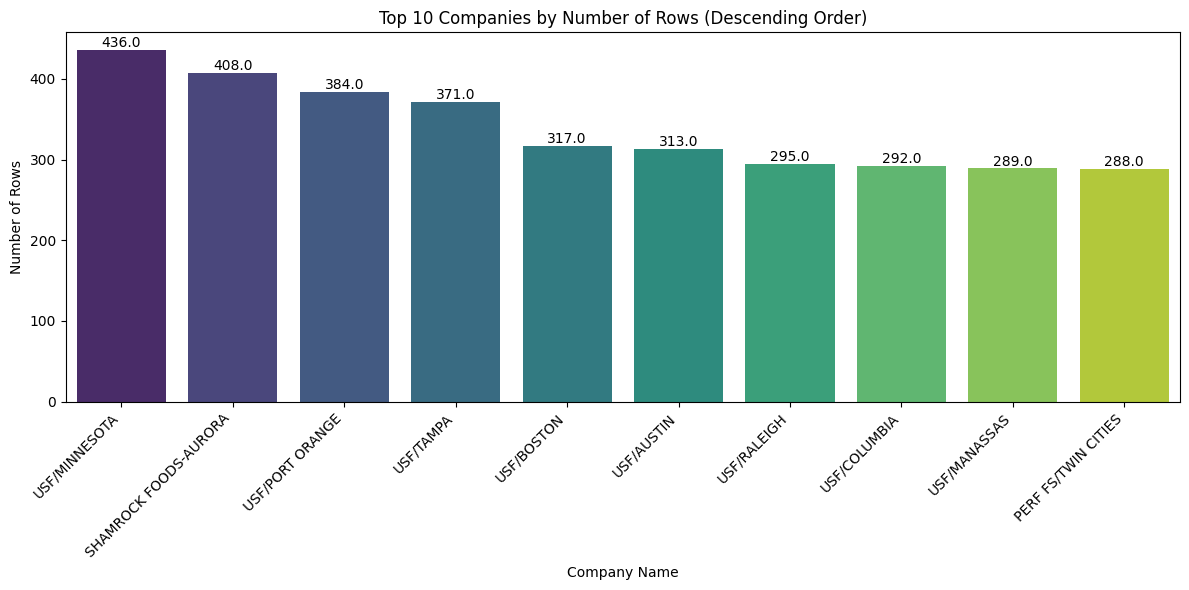 Top 10 Companies by Number of Rows (Descending Order)
436.0
408.0
384.0
371.0
317.0
313.0
295.0
292.0
289.0
288.0
Number of Rows
400
300
200
100
0
USF/MINNESOTA
SHAMROCK FOODS-AURORA
USF/PORT ORANGE
USF/TAMPA
USF/BOSTON
USF/AUSTIN
USF/RALEIGH
USF/COLUMBIA
USF/MANASSAS
PERF FS/TWIN CITIES
Company Name